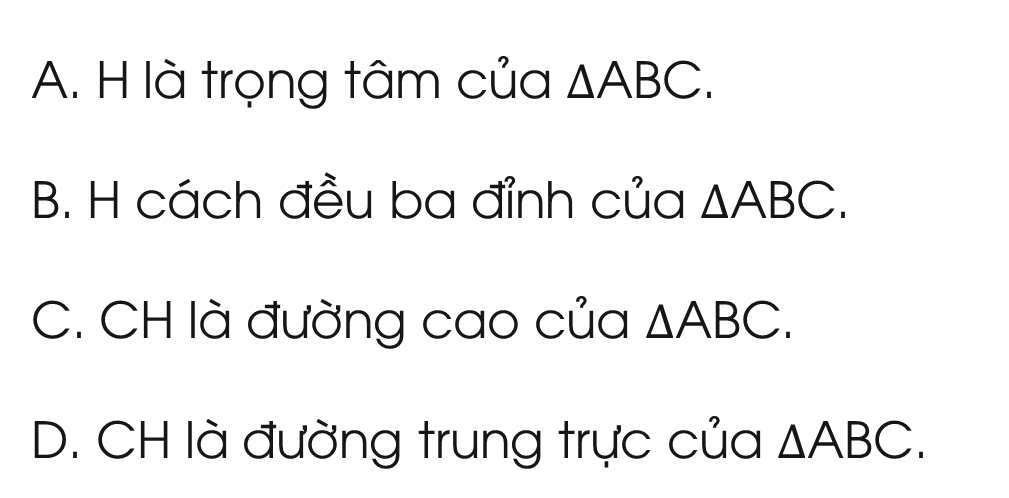 A. H là trọng tâm của ΔABC.
B. H cách đều ba đỉnh của ΔABC.
C. CH là đường cao của ΔABC.
D. CH là đường trung trực của ΔABC.